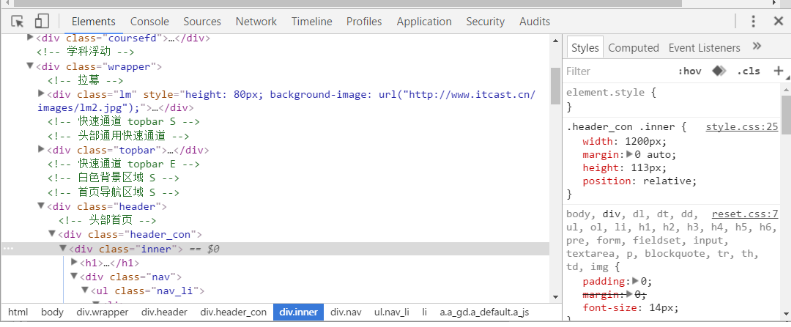 Elements Console Sources Network Timeline Profiles Application Security Audits
<div class="coursefd">…</div>
<!-- 学科浮动 -->
<div class="wrapper">
<!-- 拉幕 -->
<div class="lm" style="height: 80px; background-image: url("http://www.itcast.cn/
images/lm2.jpg");">…</div>
<!-- 快速通道 topbar S -->
<!-- 头部通用快速通道 -->
<div class="topbar">…</div>
<!-- 快速通道 topbar E -->
<!-- 白色背景区域 S -->
<!-- 首页导航区域 S -->
<div class="header">
<!-- 头部首页 -->
<div class="header_con">
<div class="inner"> == $0
<h1>…</h1>
<div class="nav">
<ul class="nav_li">
html body div.wrapper div.header div.header_con div.inner div.nav ul.nav_li li a.a_gd.a_default.a_js
Styles Computed Event Listeners »
Filter :hov .cls +
element.style {
}
.header_con .inner { style.css:25
width: 1200px;
margin: 0 auto;
height: 113px;
position: relative;
}
body, div, dl, dt, dd, reset.css:7
ul, ol, li, h1, h2, h3, h4, h5, h6,
pre, form, fieldset, input,
textarea, p, blockquote, tr, th,
td, img {
padding: 0;
margin: 0;
font-size: 14px;